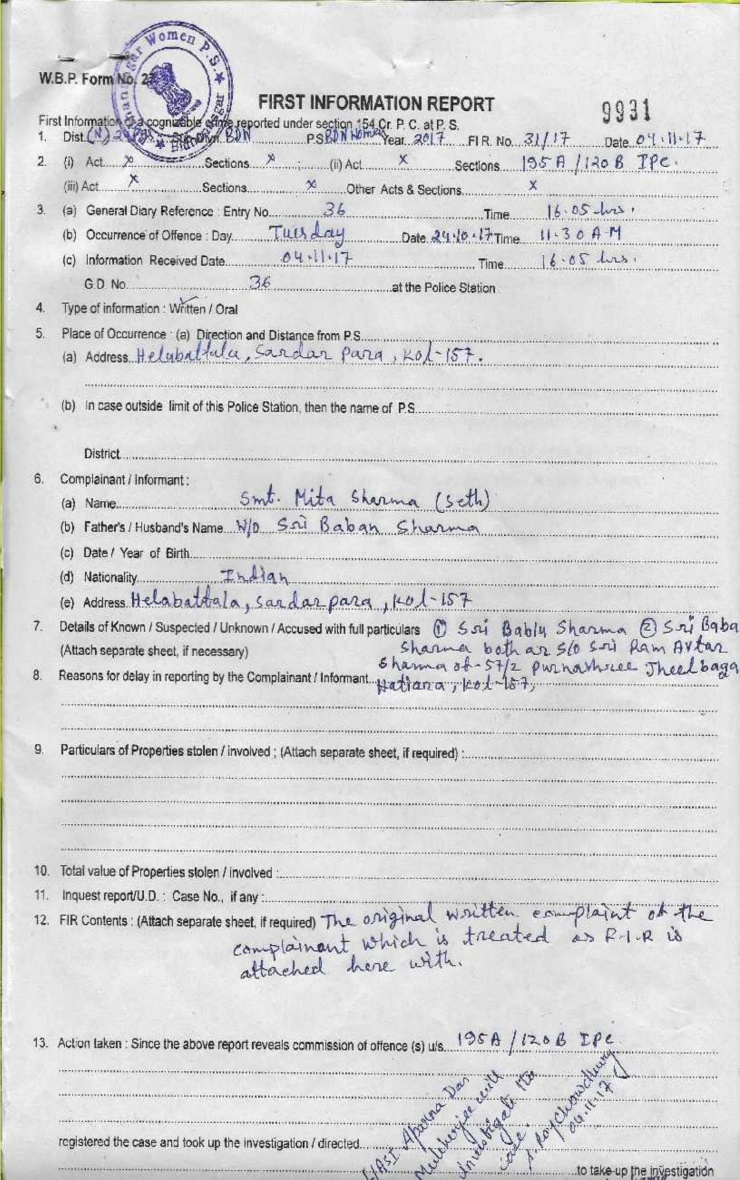 Women P.S.
W.B.P. Form No. 27
FIRST INFORMATION REPORT
9931
First Information of a cognizable crime reported under section 154 Cr. P. C. at P. S.
1. Dist. (N) 24 Pgs BDN P.S. BDN Women Year 2017 FIR. No. 31/17 Date 04.11.17
2. (i) Act x Sections x ; (ii) Act x Sections 195A/120B IPC.
(iii) Act x Sections x Other Acts & Sections x
3. (a) General Diary Reference : Entry No. 36 Time 16.05 hrs.
(b) Occurrence of Offence : Day Tuesday Date 24.10.17 Time 11.30 AM
(c) Information Received Date 04.11.17 Time 16.05 hrs.
G.D. No. 36 at the Police Station
4. Type of information : Written / Oral
5. Place of Occurrence : (a) Direction and Distance from P.S.
(a) Address Helabattala, Sardar Para, Kol-157.
(b) In case outside limit of this Police Station, then the name of P.S.
District
6. Complainant / Informant :
(a) Name Smt. Mita Sharma (Seth)
(b) Father's / Husband's Name W/O Sri Baban Sharma
(c) Date / Year of Birth
(d) Nationality Indian
(e) Address Helabattala, Sardar para, Kol-157
7. Details of Known / Suspected / Unknown / Accused with full particulars ① Sri Bablu Sharma ② Sri Baba
(Attach separate sheet, if necessary) Sharma both ar S/o Sri Ram Avtar
Sharma of-57/2 Purnashree Jheelbaga
8. Reasons for delay in reporting by the Complainant / Informant Hatiara, Kol-157,
9. Particulars of Properties stolen / involved ; (Attach separate sheet, if required) :
10. Total value of Properties stolen / involved :
11. Inquest report/U.D. : Case No., if any :
12. FIR Contents : (Attach separate sheet, if required) The original written complaint of the
complainant which is treated as F.I.R is
attached here with.
13. Action taken : Since the above report reveals commission of offence (s) u/s. 195A/120B IPC
L/ASI Aparna Das
Mukherjee will
investigate the
case.
S. Roy Chowdhury
04.11.17
registered the case and took up the investigation / directed
to take up the investigation